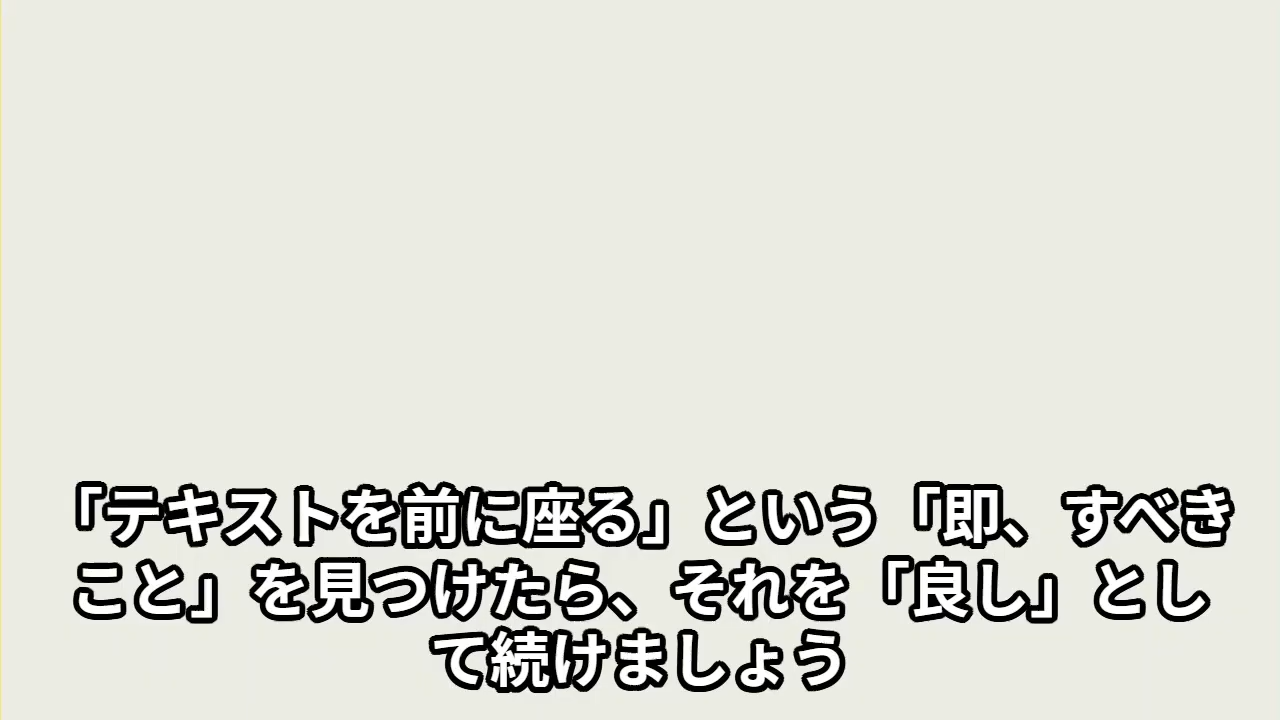 「テキストを前に座る」という「即、すべき
こと」を見つけたら、それを「良し」とし
て続けましょう